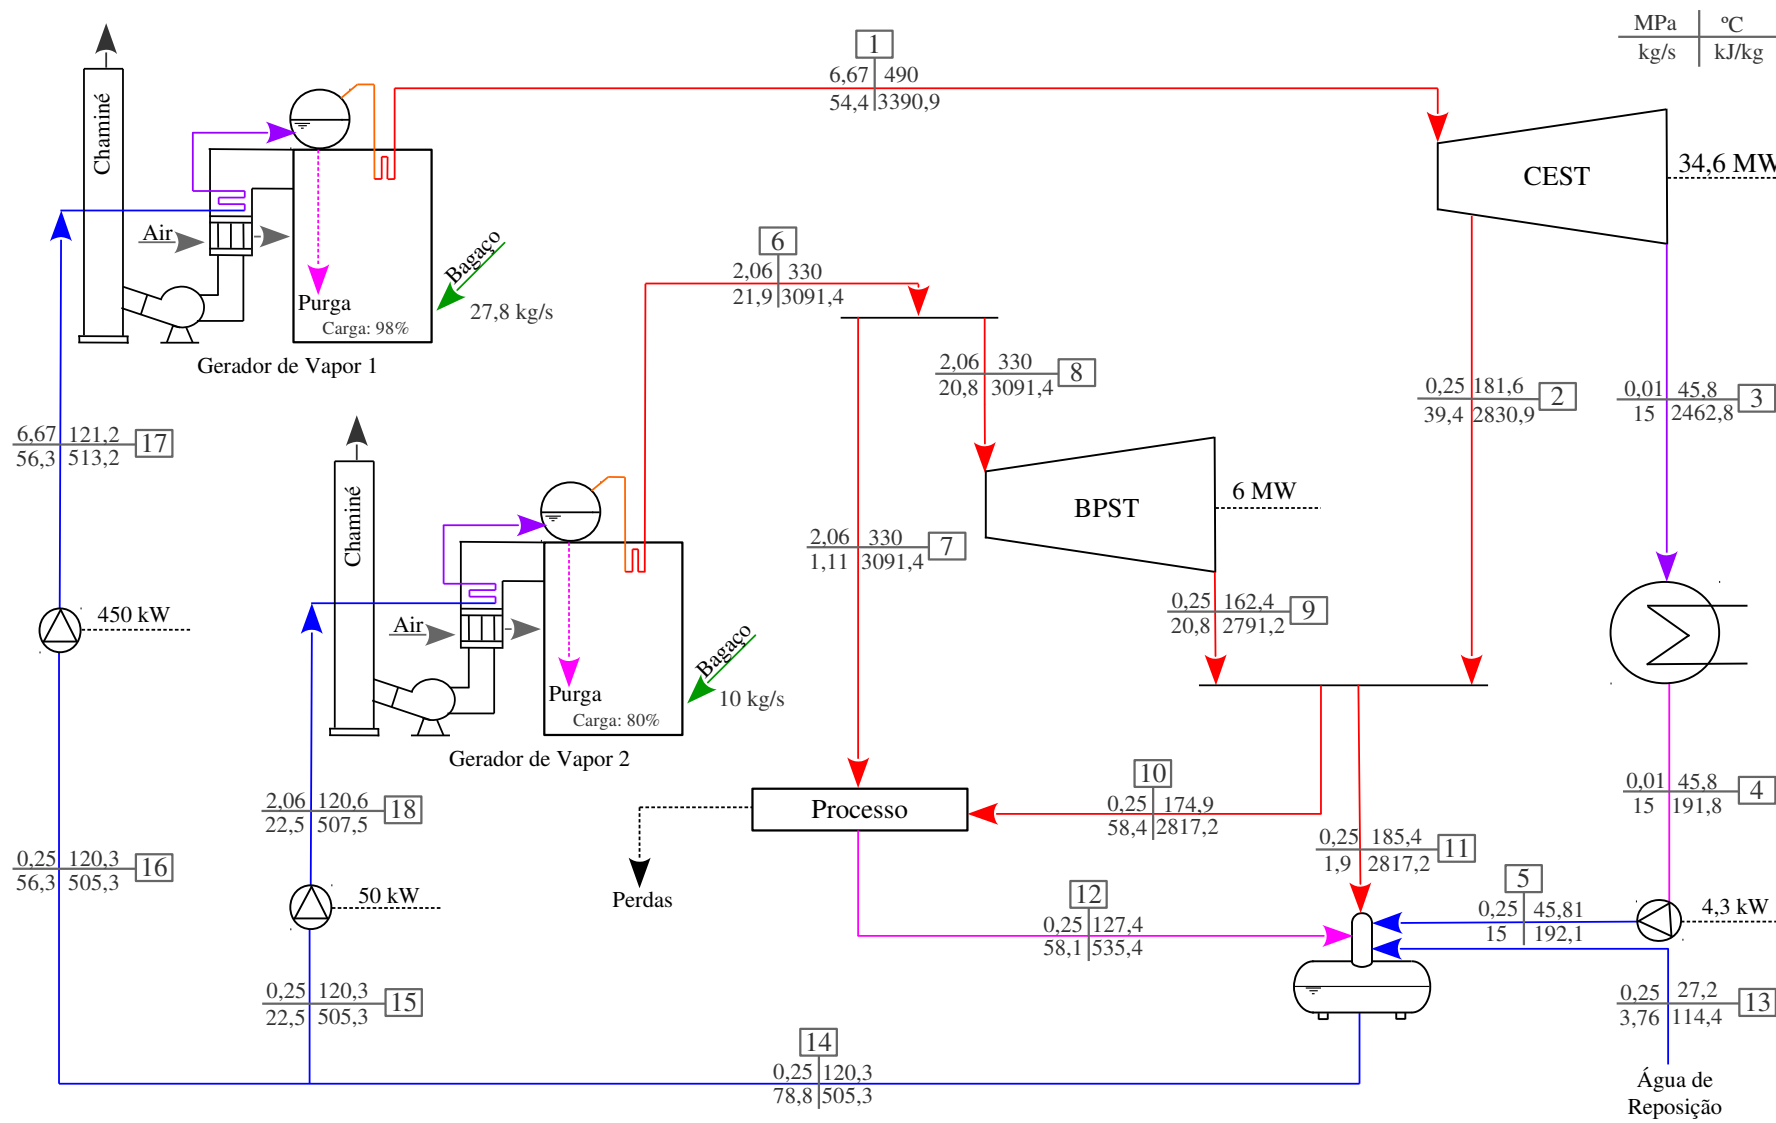 MPa ºC
kg/s kJ/kg
1
6,67 490
54,4 3390,9
Chaminé
Air
Purga
Carga: 98%
Bagaço
27,8 kg/s
Gerador de Vapor 1
CEST
34,6 MW
6
2,06 330
21,9 3091,4
2,06 330
20,8 3091,4
8
0,25 181,6
39,4 2830,9
2
0,01 45,8
15 2462,8
3
6,67 121,2
56,3 513,2
17
Chaminé
Air
Purga
Carga: 80%
Bagaço
10 kg/s
Gerador de Vapor 2
BPST
6 MW
2,06 330
1,11 3091,4
7
0,25 162,4
20,8 2791,2
9
450 kW
0,01 45,8
15 191,8
4
10
0,25 174,9
58,4 2817,2
Processo
Perdas
2,06 120,6
22,5 507,5
18
0,25 120,3
56,3 505,3
16
50 kW
0,25 185,4
1,9 2817,2
11
12
0,25 127,4
58,1 535,4
5
0,25 45,81
15 192,1
4,3 kW
0,25 120,3
22,5 505,3
15
0,25 27,2
3,76 114,4
13
14
0,25 120,3
78,8 505,3
Água de
Reposição